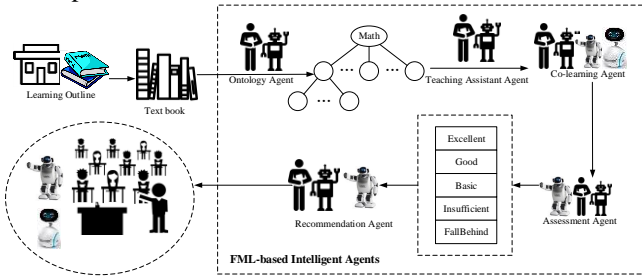 Math
Ontology Agent
Teaching Assistant Agent
Co-learning Agent
Learning Outline
Text book
Excellent
Good
Basic
Insufficient
FallBehind
Recommendation Agent
Assessment Agent
FML-based Intelligent Agents